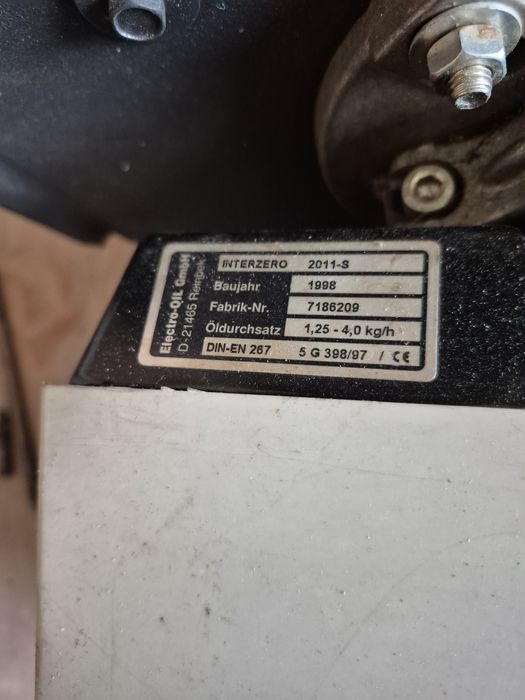 Electro-OIL GmbH
D-21465 Reinbek
INTERZERO 2011-S
Baujahr 1998
Fabrik-Nr. 7186209
Öldurchsatz 1,25 - 4,0 kg/h
DIN-EN 267 5 G 398/97 / CE